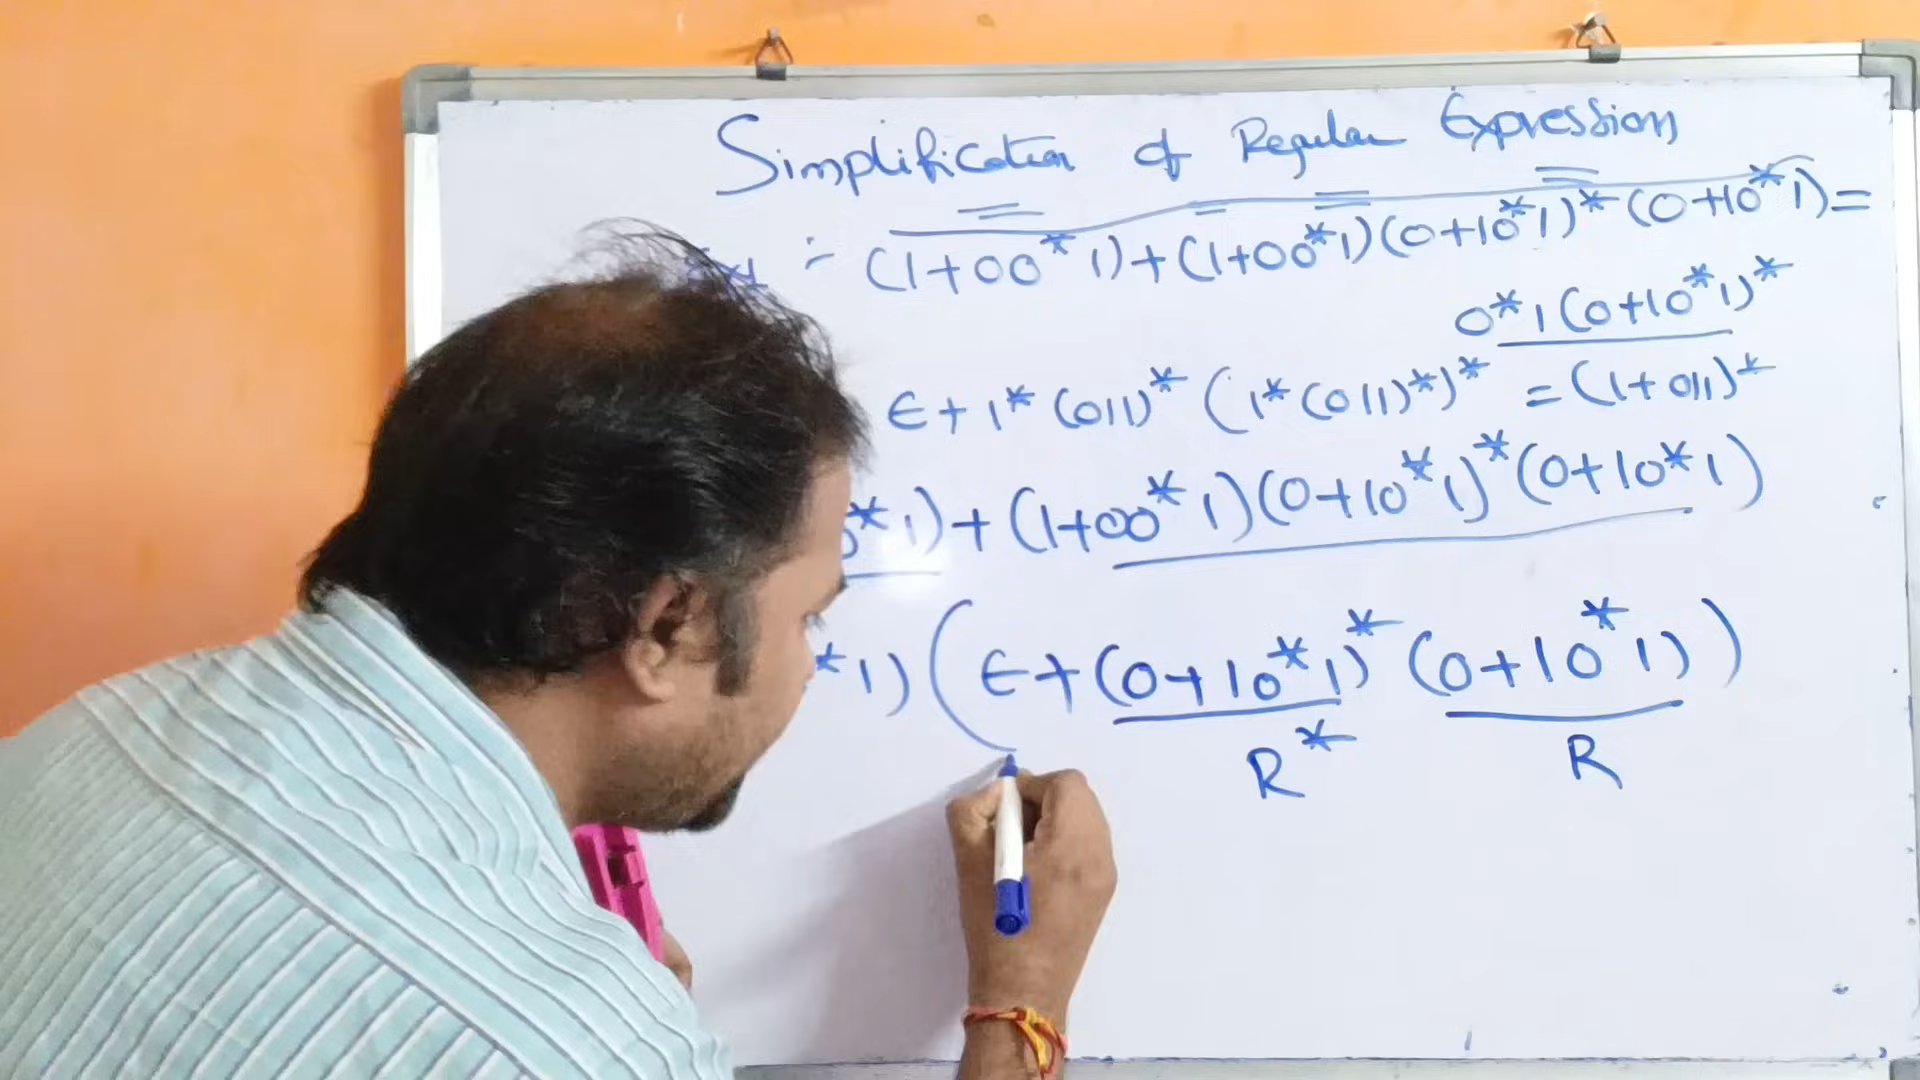 Simplification of Regular Expressions
:- (1+00*1)+(1+00*1)(0+10*1)*(0+10*1)=
0*1(0+10*1)*
ε+1*(011)*(1*(011)*)* =(1+011)*
*1)+(1+00*1)(0+10*1)*(0+10*1)
*1)(ε+(0+10*1)*(0+10*1))
R* R